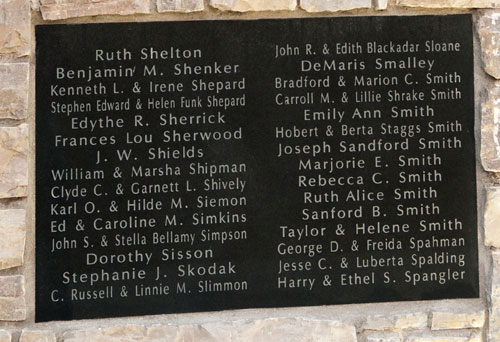 Ruth Shelton
Benjamin M. Shenker
Kenneth L. & Irene Shepard
Stephen Edward & Helen Funk Shepard
Edythe R. Sherrick
Frances Lou Sherwood
J. W. Shields
William & Marsha Shipman
Clyde C. & Garnett L. Shively
Karl O. & Hilde M. Siemon
Ed & Caroline M. Simkins
John S. & Stella Bellamy Simpson
Dorothy Sisson
Stephanie J. Skodak
C. Russell & Linnie M. Slimmon
John R. & Edith Blackadar Sloane
DeMaris Smalley
Bradford & Marion C. Smith
Carroll M. & Lillie Shrake Smith
Emily Ann Smith
Hobert & Berta Staggs Smith
Joseph Sandford Smith
Marjorie E. Smith
Rebecca C. Smith
Ruth Alice Smith
Sanford B. Smith
Taylor & Helene Smith
George D. & Freida Spahman
Jesse C. & Luberta Spalding
Harry & Ethel S. Spangler